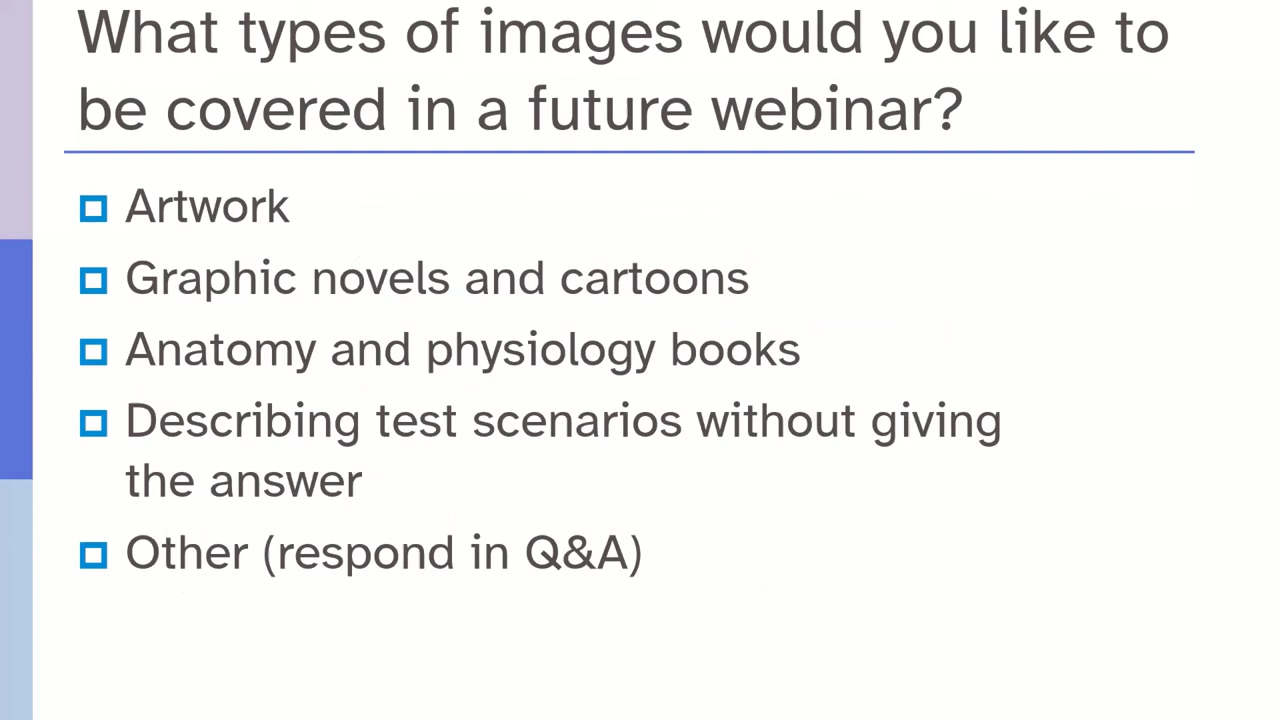 What types of images would you like to
be covered in a future webinar?
Artwork
Graphic novels and cartoons
Anatomy and physiology books
Describing test scenarios without giving
the answer
Other (respond in Q&A)